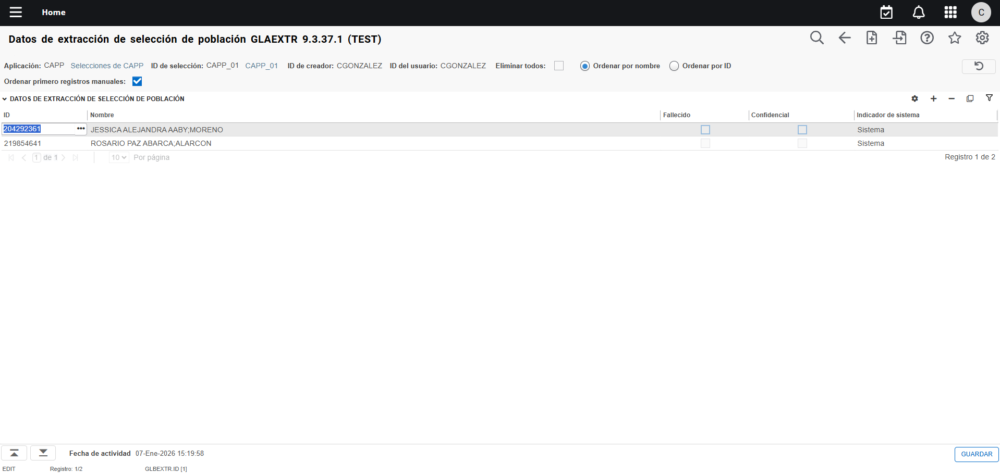 Home
C
Datos de extracción de selección de población GLAEXTR 9.3.37.1 (TEST)
Aplicación: CAPP Selecciones de CAPP ID de selección: CAPP_01 CAPP_01 ID de creador: CGONZALEZ ID del usuario: CGONZALEZ Eliminar todos: Ordenar por nombre Ordenar por ID
Ordenar primero registros manuales:
DATOS DE EXTRACCIÓN DE SELECCIÓN DE POBLACIÓN
ID Nombre Fallecido Confidencial Indicador de sistema
204292361 JESSICA ALEJANDRA AABY;MORENO Sistema
219854641 ROSARIO PAZ ABARCA;ALARCON Sistema
1 de 1 10 Por página Registro 1 de 2
Fecha de actividad 07-Ene-2026 15:19:58 GUARDAR
EDIT Registro: 1/2 GLBEXTR.ID [1]